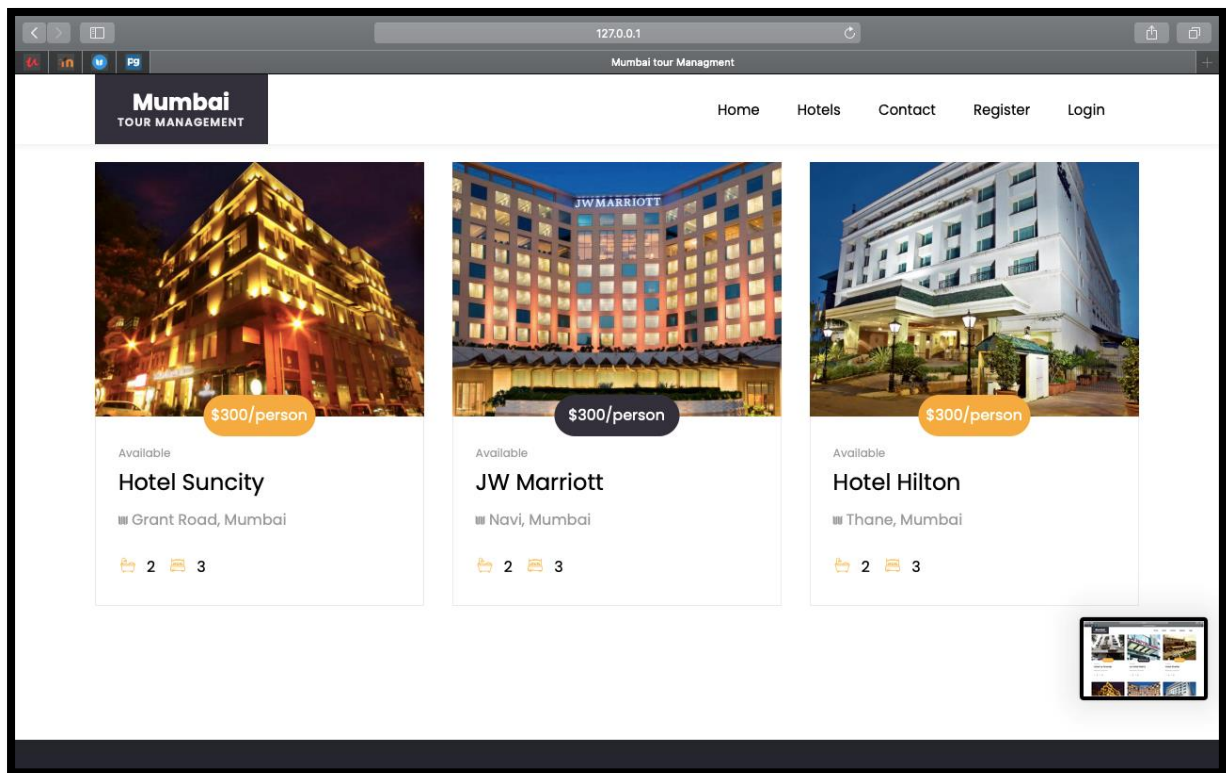 127.0.0.1
Pg
Mumbai tour Managment
Mumbai
TOUR MANAGEMENT
Home Hotels Contact Register Login
JW MARRIOTT
$300/person $300/person $300/person
Available Available Available
Hotel Suncity JW Marriott Hotel Hilton
Grant Road, Mumbai Navi, Mumbai Thane, Mumbai
2 3 2 3 2 3